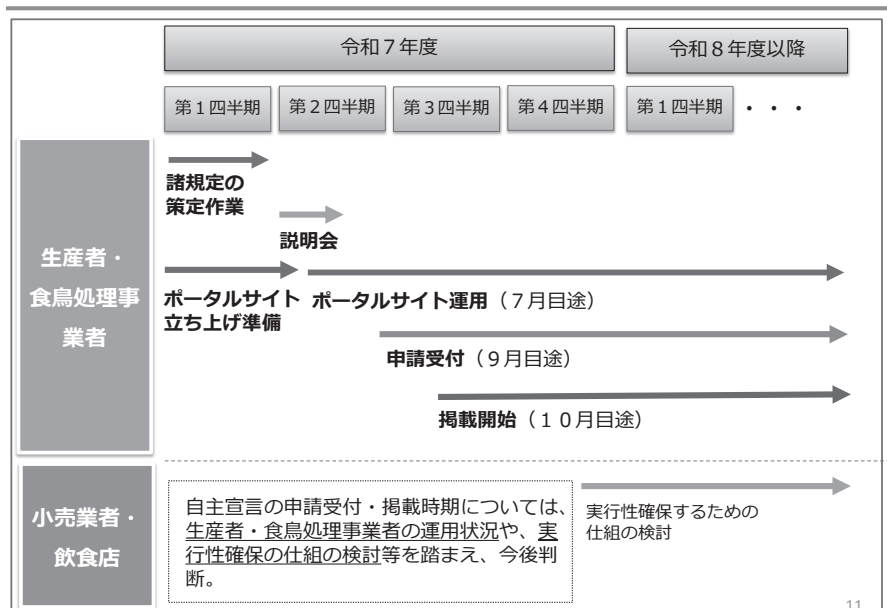 令和７年度
令和８年度以降
第１四半期
第２四半期
第３四半期
第４四半期
第１四半期
・・・
生産者・
食鳥処理事
業者
諸規定の
策定作業
説明会
ポータルサイト
立ち上げ準備
ポータルサイト運用（７月目途）
申請受付（９月目途）
掲載開始（１０月目途）
小売業者・
飲食店
自主宣言の申請受付・掲載時期については、
生産者・食鳥処理事業者の運用状況や、実
行性確保の仕組の検討等を踏まえ、今後判
断。
実行性確保するための
仕組の検討
11